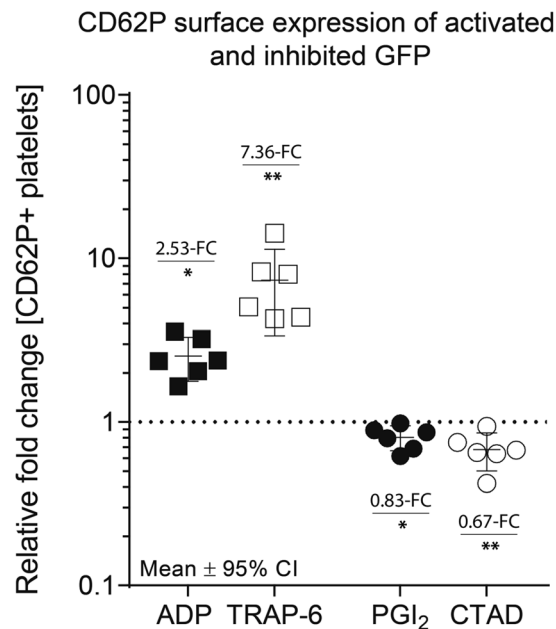 CD62P surface expression of activated
and inhibited GFP
Relative fold change [CD62P+ platelets]
100
10
1
0.1
7.36-FC
**
2.53-FC
*
0.83-FC
*
0.67-FC
**
Mean ± 95% CI
ADP TRAP-6 PGI₂ CTAD